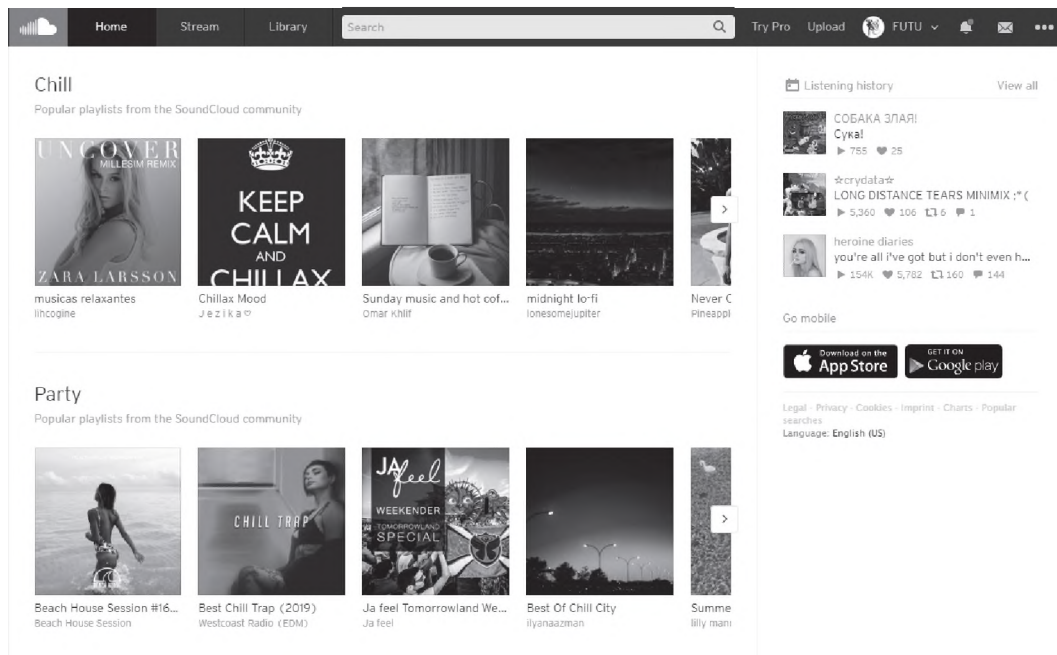 Home Stream Library Search Try Pro Upload FUTU
Chill
Popular playlists from the SoundCloud community
UNCOVER
MILLESIM REMIX
ZARA LARSSON
KEEP
CALM
AND
CHILLAX
musicas relaxantes
lihcogine
Chillax Mood
J e z i k a ♡
Sunday music and hot cof...
Omar Khlif
midnight lo-fi
lonesomejupiter
Never C
Pineappl
Party
Popular playlists from the SoundCloud community
CHILL TRAP
JA feel
WEEKENDER
TOMORROWLAND
SPECIAL
Beach House Session #16...
Beach House Session
Best Chill Trap (2019)
Westcoast Radio (EDM)
Ja feel Tomorrowland We...
Ja feel
Best Of Chill City
ilyanaazman
Summe
lilly mani
Listening history View all
СОБАКА ЗЛАЯ!
Сука!
755 25
☆crydata☆
LONG DISTANCE TEARS MINIMIX :*(
5,360 106 6 1
heroine diaries
you're all i've got but i don't even h...
154K 5,782 160 144
Go mobile
Download on the
App Store
GET IT ON
Google play
Legal - Privacy - Cookies - Imprint - Charts - Popular
searches
Language: English (US)